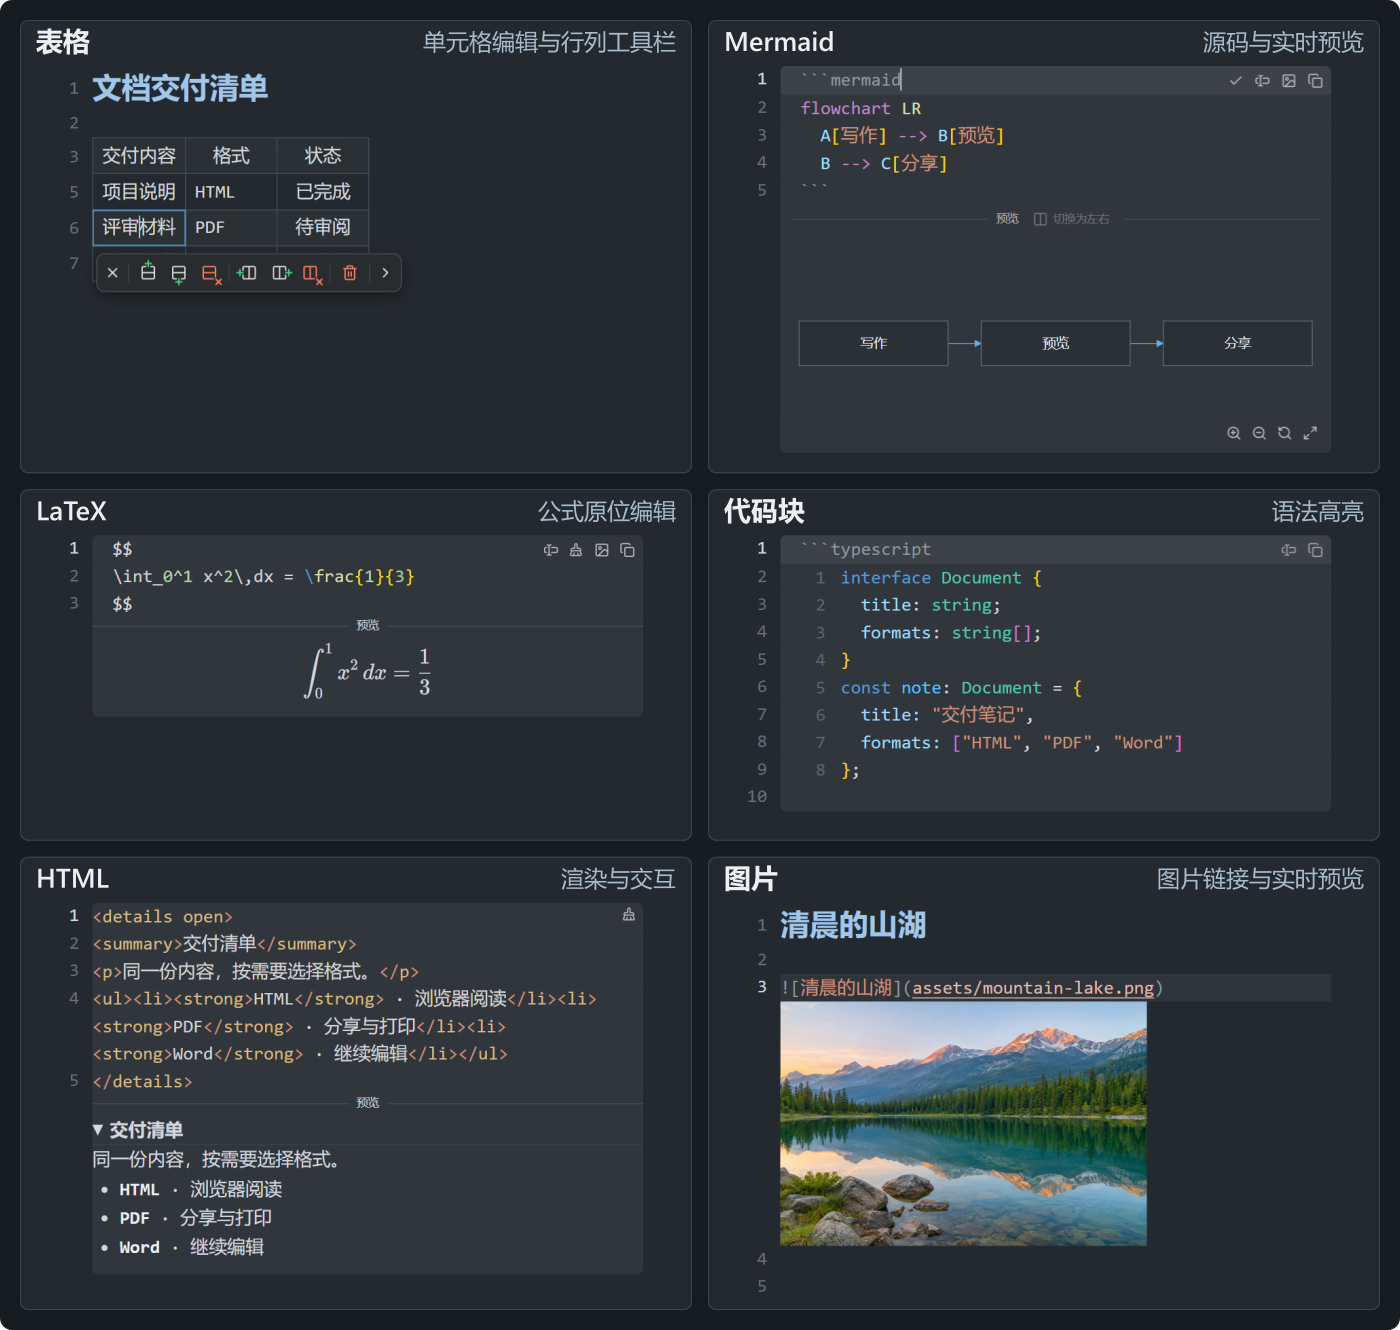 表格 单元格编辑与行列工具栏
1 文档交付清单
2
3 交付内容 格式 状态
5 项目说明 HTML 已完成
6 评审材料 PDF 待审阅
7
Mermaid 源码与实时预览
1 ```mermaid
2 flowchart LR
3 A[写作] --> B[预览]
4 B --> C[分享]
5 ```
预览 切换为左右
写作 预览 分享
LaTeX 公式原位编辑
1 $$
2 \int_0^1 x^2\,dx = \frac{1}{3}
3 $$
预览
∫₀¹ x² dx = 1/3
代码块 语法高亮
1 ```typescript
2 1 interface Document {
3 2 title: string;
4 3 formats: string[];
5 4 }
6 5 const note: Document = {
7 6 title: "交付笔记",
8 7 formats: ["HTML", "PDF", "Word"]
9 8 };
10
HTML 渲染与交互
1 <details open>
2 <summary>交付清单</summary>
3 <p>同一份内容，按需要选择格式。</p>
4 <ul><li><strong>HTML</strong> · 浏览器阅读</li><li>
<strong>PDF</strong> · 分享与打印</li><li>
<strong>Word</strong> · 继续编辑</li></ul>
5 </details>
预览
▼ 交付清单
同一份内容，按需要选择格式。
• HTML · 浏览器阅读
• PDF · 分享与打印
• Word · 继续编辑
图片 图片链接与实时预览
1 清晨的山湖
2
3 ![清晨的山湖](assets/mountain-lake.png)
4
5